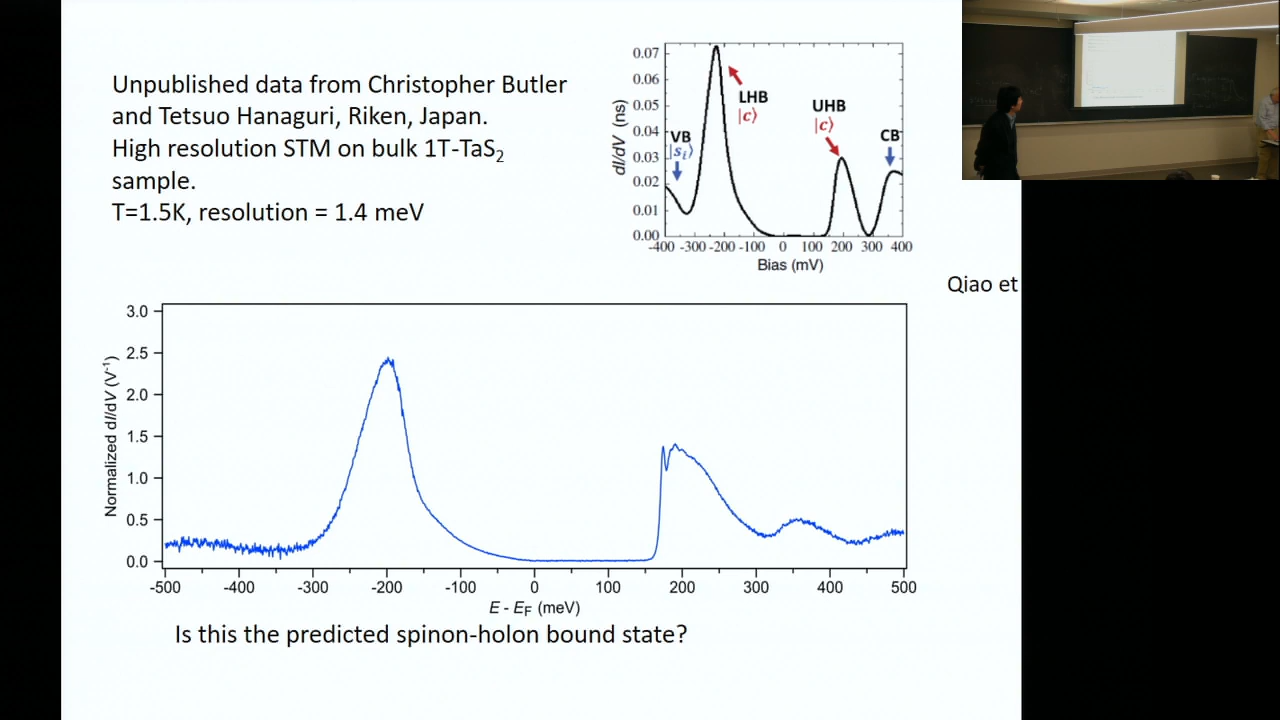 Unpublished data from Christopher Butler
and Tetsuo Hanaguri, Riken, Japan.
High resolution STM on bulk 1T-TaS₂
sample.
T=1.5K, resolution = 1.4 meV
0.07
0.06
0.05
0.04
0.03
0.02
0.01
0.00
dI/dV (ns)
VB
|sᵢ⟩
LHB
|c⟩
UHB
|c⟩
CB
-400 -300 -200 -100 0 100 200 300 400
Bias (mV)
Qiao et
3.0
2.5
2.0
1.5
1.0
0.5
0.0
Normalized dI/dV (V⁻¹)
-500 -400 -300 -200 -100 0 100 200 300 400 500
E - E_F (meV)
Is this the predicted spinon-holon bound state?